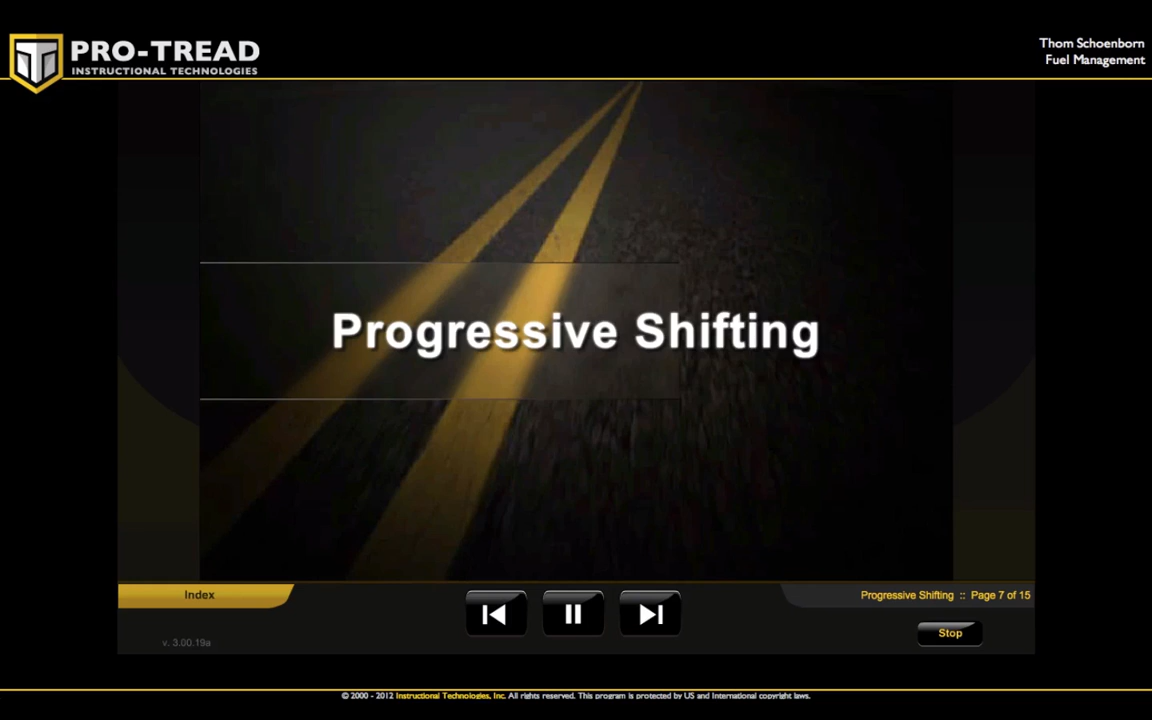 PRO-TREAD
INSTRUCTIONAL TECHNOLOGIES
Thom Schoenborn
Fuel Management
Progressive Shifting
Index
Progressive Shifting :: Page 7 of 15
Stop
v. 3.00.19a
© 2000 - 2012 Instructional Technologies, Inc. All rights reserved. This program is protected by US and International copyright laws.